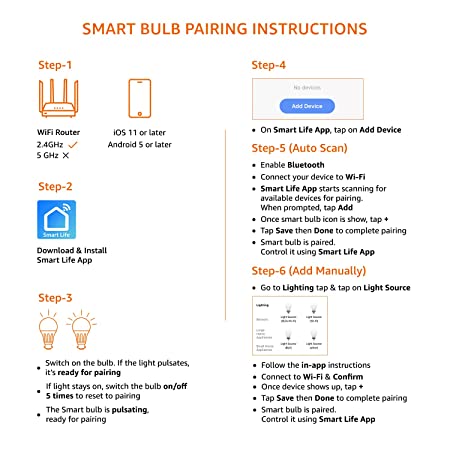 SMART BULB PAIRING INSTRUCTIONS
Step-1
WiFi Router
2.4GHz
5 GHz
iOS 11 or later
Android 5 or later
Step-2
Smart Life
Download & Install
Smart Life App
Step-3
Switch on the bulb. If the light pulsates,
it's ready for pairing
If light stays on, switch the bulb on/off
5 times to reset to pairing
The Smart bulb is pulsating,
ready for pairing
Step-4
No devices
Add Device
On Smart Life App, tap on Add Device
Step-5 (Auto Scan)
Enable Bluetooth
Connect your device to Wi-Fi
Smart Life App starts scanning for
available devices for pairing.
When prompted, tap Add
Once smart bulb icon is show, tap +
Tap Save then Done to complete pairing
Smart bulb is paired.
Control it using Smart Life App
Step-6 (Add Manually)
Go to Lighting tap & tap on Light Source
Lighting
Light Source
Light Source
Light Source
Light Source
Follow the in-app instructions
Connect to Wi-Fi & Confirm
Once device shows up, tap +
Tap Save then Done to complete pairing
Smart bulb is paired.
Control it using Smart Life App